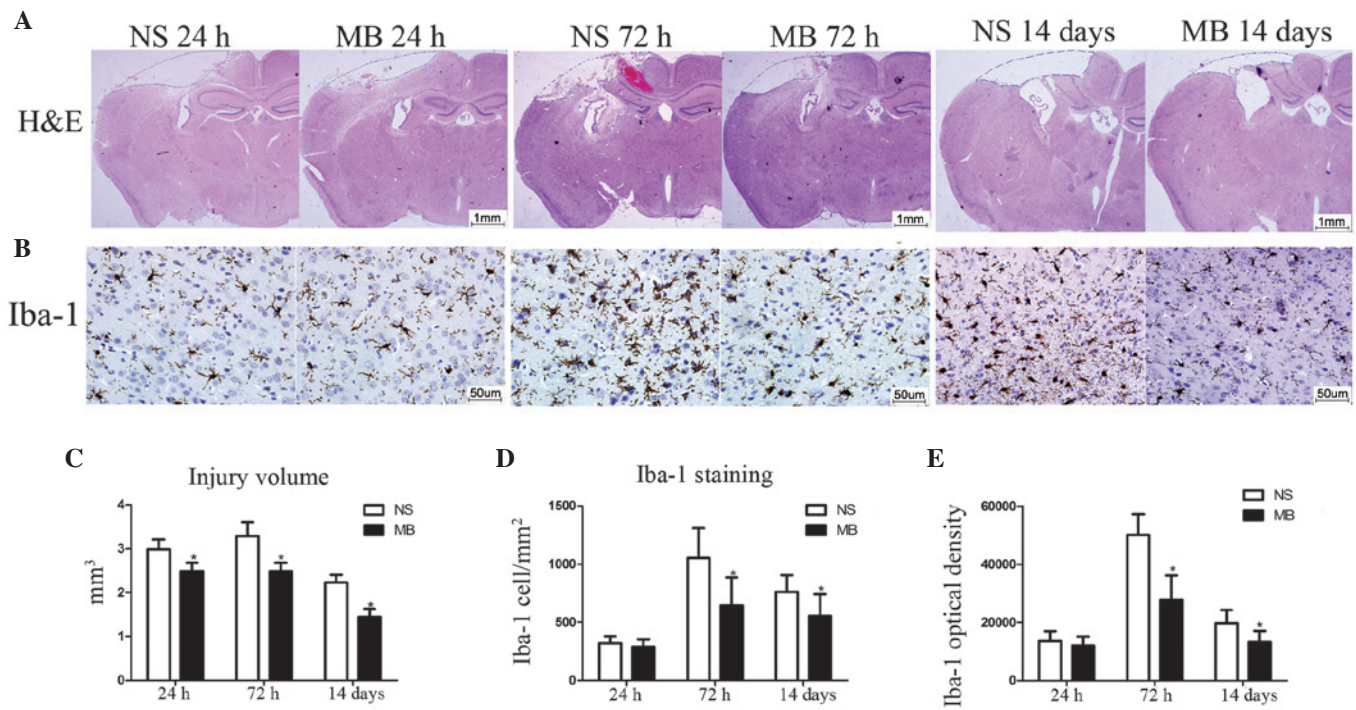 A
NS 24 h MB 24 h NS 72 h MB 72 h NS 14 days MB 14 days
H&E
1mm 1mm 1mm
B
Iba-1
50um 50um 50um
C
Injury volume
NS
MB
mm³
4
3
2
1
0
* * *
24 h 72 h 14 days
D
Iba-1 staining
NS
MB
Iba-1 cell/mm²
1500
1000
500
0
* *
24 h 72 h 14 days
E
NS
MB
Iba-1 optical density
60000
40000
20000
0
* *
24 h 72 h 14 days